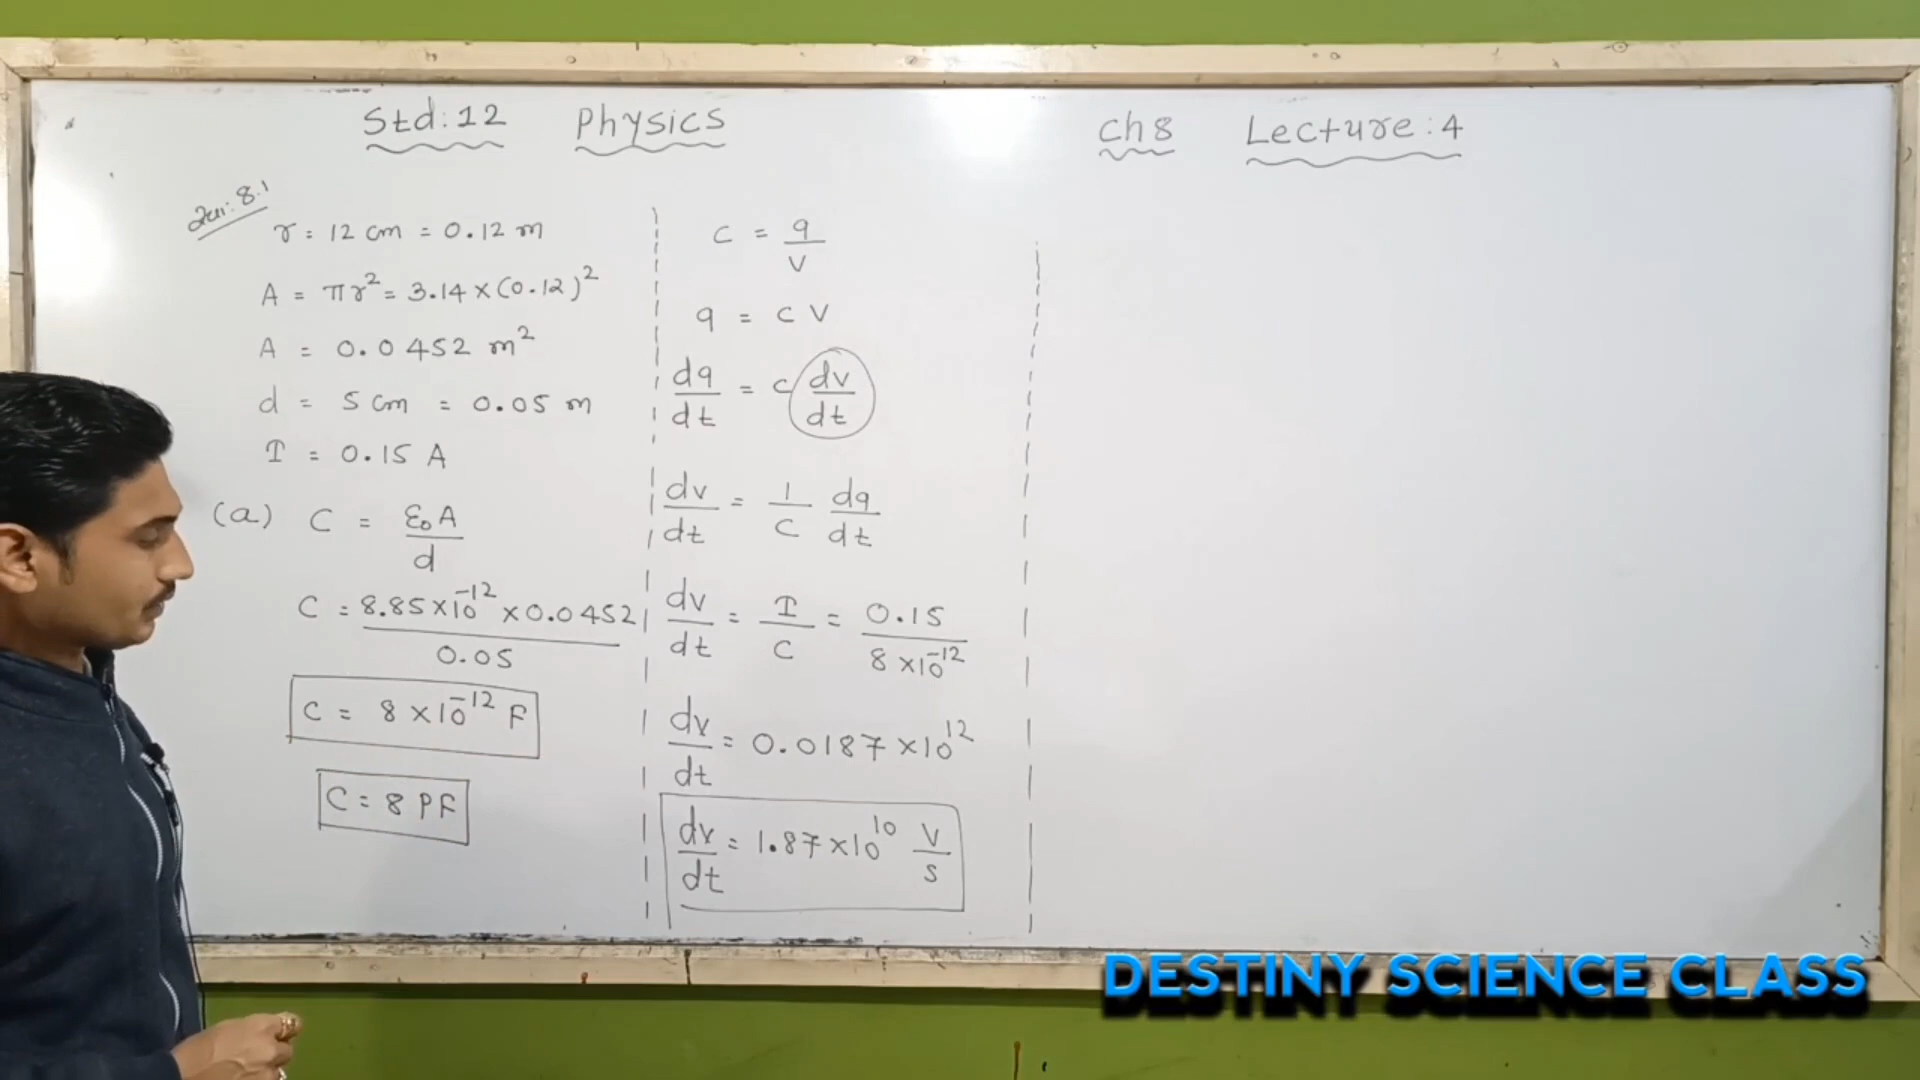 Std:12 Physics
Ch8 Lecture:4
8.1
r = 12 cm = 0.12 m
A = πr² = 3.14 × (0.12)²
A = 0.0452 m²
d = 5 cm = 0.05 m
I = 0.15 A
(a) C = ε₀A / d
C = 8.85×10⁻¹² × 0.0452 / 0.05
C = 8 × 10⁻¹² F
C = 8 PF
C = q / V
q = C V
dq/dt = C dv/dt
dv/dt = 1/C dq/dt
dv/dt = I/C = 0.15 / 8 × 10⁻¹²
dv/dt = 0.0187 × 10¹²
dv/dt = 1.87 × 10¹⁰ V/s
DESTINY SCIENCE CLASS